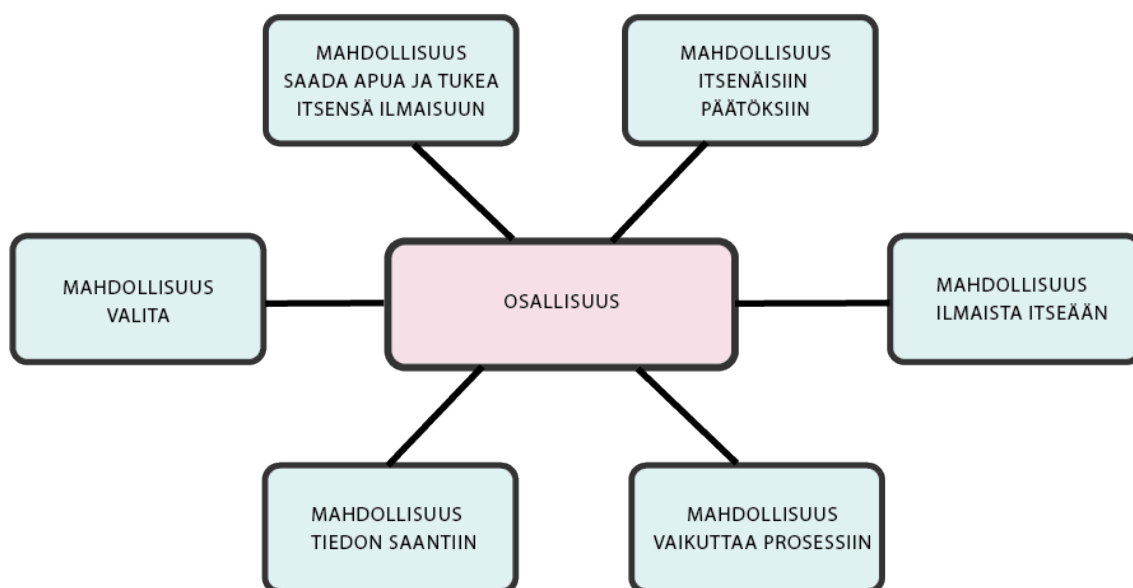 MAHDOLLISUUS
SAADA APUA JA TUKEA
ITSENSÄ ILMAISUUN
MAHDOLLISUUS
ITSENÄISIIN
PÄÄTÖKSIIN
MAHDOLLISUUS
VALITA
OSALLISUUS
MAHDOLLISUUS
ILMAISTA ITSEÄÄN
MAHDOLLISUUS
TIEDON SAANTIIN
MAHDOLLISUUS
VAIKUTTAA PROSESSIIN